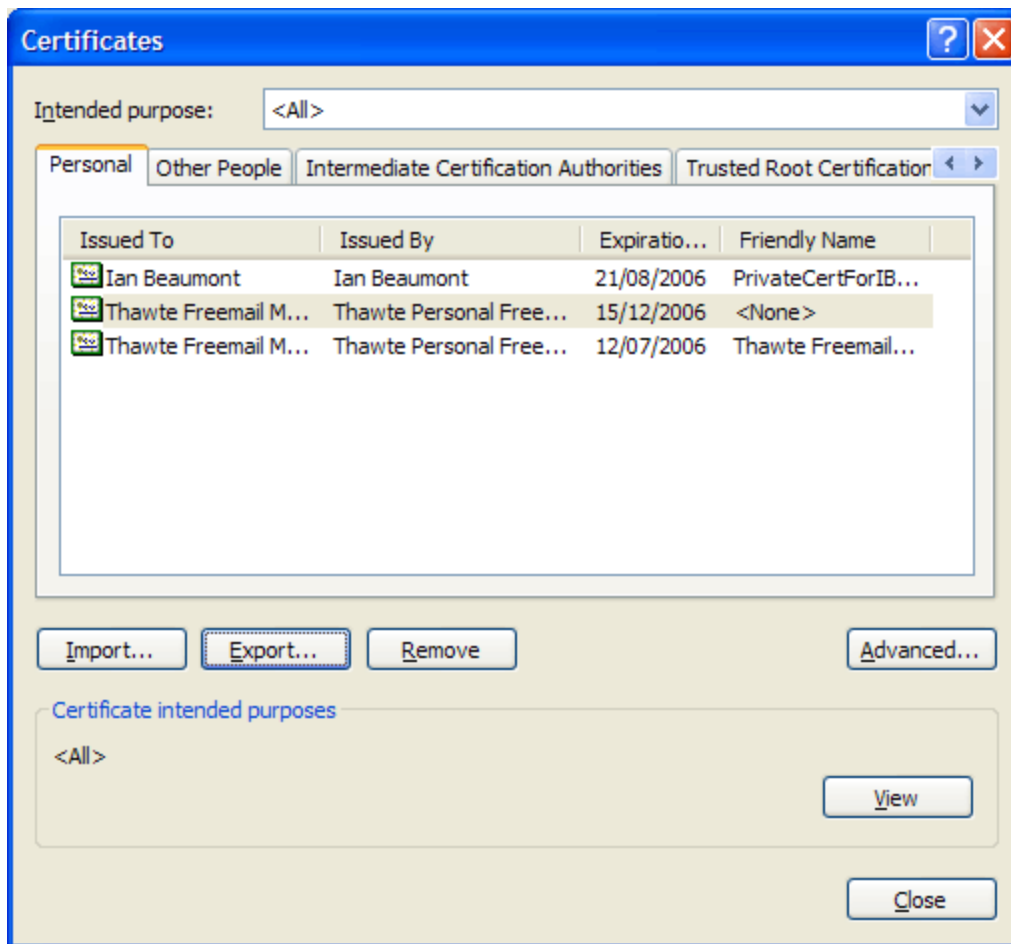 Certificates
Intended purpose: <All>
Personal Other People Intermediate Certification Authorities Trusted Root Certification
Issued To Issued By Expiratio... Friendly Name
Ian Beaumont Ian Beaumont 21/08/2006 PrivateCertForIB...
Thawte Freemail M... Thawte Personal Free... 15/12/2006 <None>
Thawte Freemail M... Thawte Personal Free... 12/07/2006 Thawte Freemail...
Import... Export... Remove Advanced...
Certificate intended purposes
<All>
View
Close